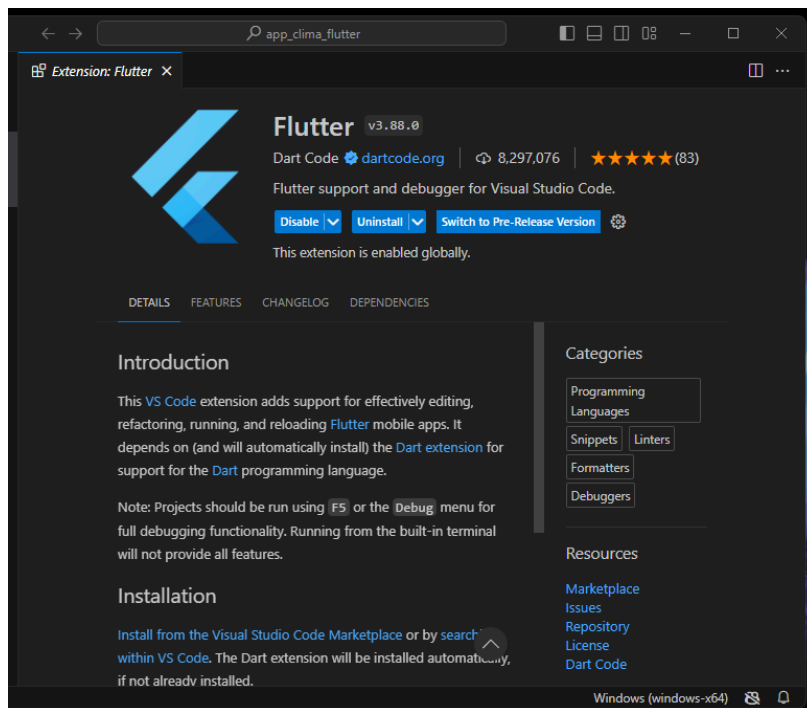 app_clima_flutter
Extension: Flutter
Flutter v3.88.0
Dart Code dartcode.org 8,297,076 (83)
Flutter support and debugger for Visual Studio Code.
Disable Uninstall Switch to Pre-Release Version
This extension is enabled globally.
DETAILS FEATURES CHANGELOG DEPENDENCIES
Introduction
This VS Code extension adds support for effectively editing,
refactoring, running, and reloading Flutter mobile apps. It
depends on (and will automatically install) the Dart extension for
support for the Dart programming language.
Note: Projects should be run using F5 or the Debug menu for
full debugging functionality. Running from the built-in terminal
will not provide all features.
Installation
Install from the Visual Studio Code Marketplace or by
within VS Code. The Dart extension will be installed automatically,
if not already installed.
Categories
Programming
Languages
Snippets Linters
Formatters
Debuggers
Resources
Marketplace
Issues
Repository
License
Dart Code
Windows (windows-x64)